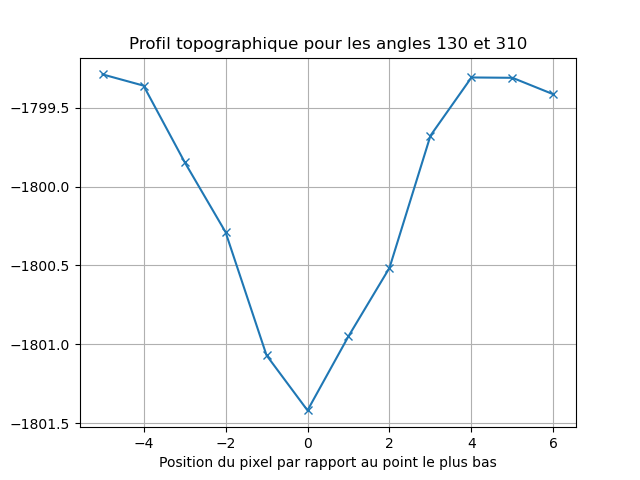 Profil topographique pour les angles 130 et 310
−1799.5
−1800.0
−1800.5
−1801.0
−1801.5
−4 −2 0 2 4 6
Position du pixel par rapport au point le plus bas